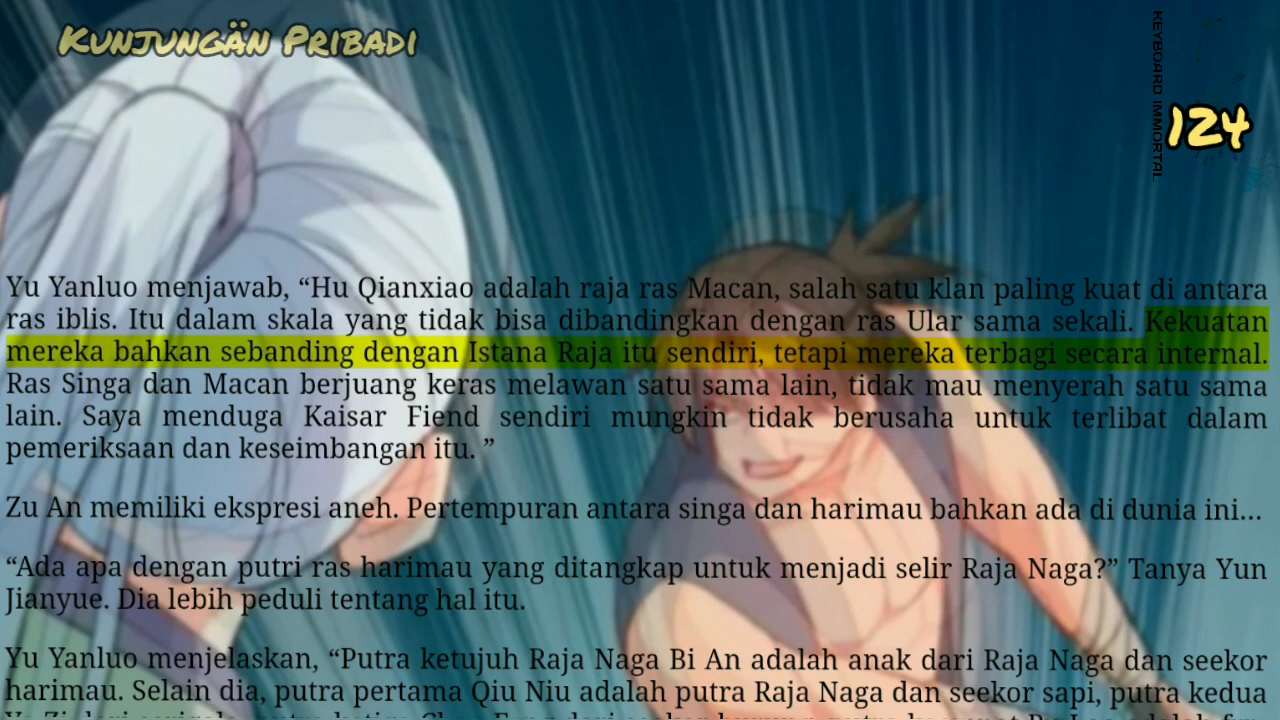 Kunjungän Pribadi
KEYBOARD IMMORTAL
124
Yu Yanluo menjawab, “Hu Qianxiao adalah raja ras Macan, salah satu klan paling kuat di antara
ras iblis. Itu dalam skala yang tidak bisa dibandingkan dengan ras Ular sama sekali. Kekuatan
mereka bahkan sebanding dengan Istana Raja itu sendiri, tetapi mereka terbagi secara internal.
Ras Singa dan Macan berjuang keras melawan satu sama lain, tidak mau menyerah satu sama
lain. Saya menduga Kaisar Fiend sendiri mungkin tidak berusaha untuk terlibat dalam
pemeriksaan dan keseimbangan itu. ”
Zu An memiliki ekspresi aneh. Pertempuran antara singa dan harimau bahkan ada di dunia ini...
“Ada apa dengan putri ras harimau yang ditangkap untuk menjadi selir Raja Naga?” Tanya Yun
Jianyue. Dia lebih peduli tentang hal itu.
Yu Yanluo menjelaskan, “Putra ketujuh Raja Naga Bi An adalah anak dari Raja Naga dan seekor
harimau. Selain dia, putra pertama Qiu Niu adalah putra Raja Naga dan seekor sapi, putra kedua